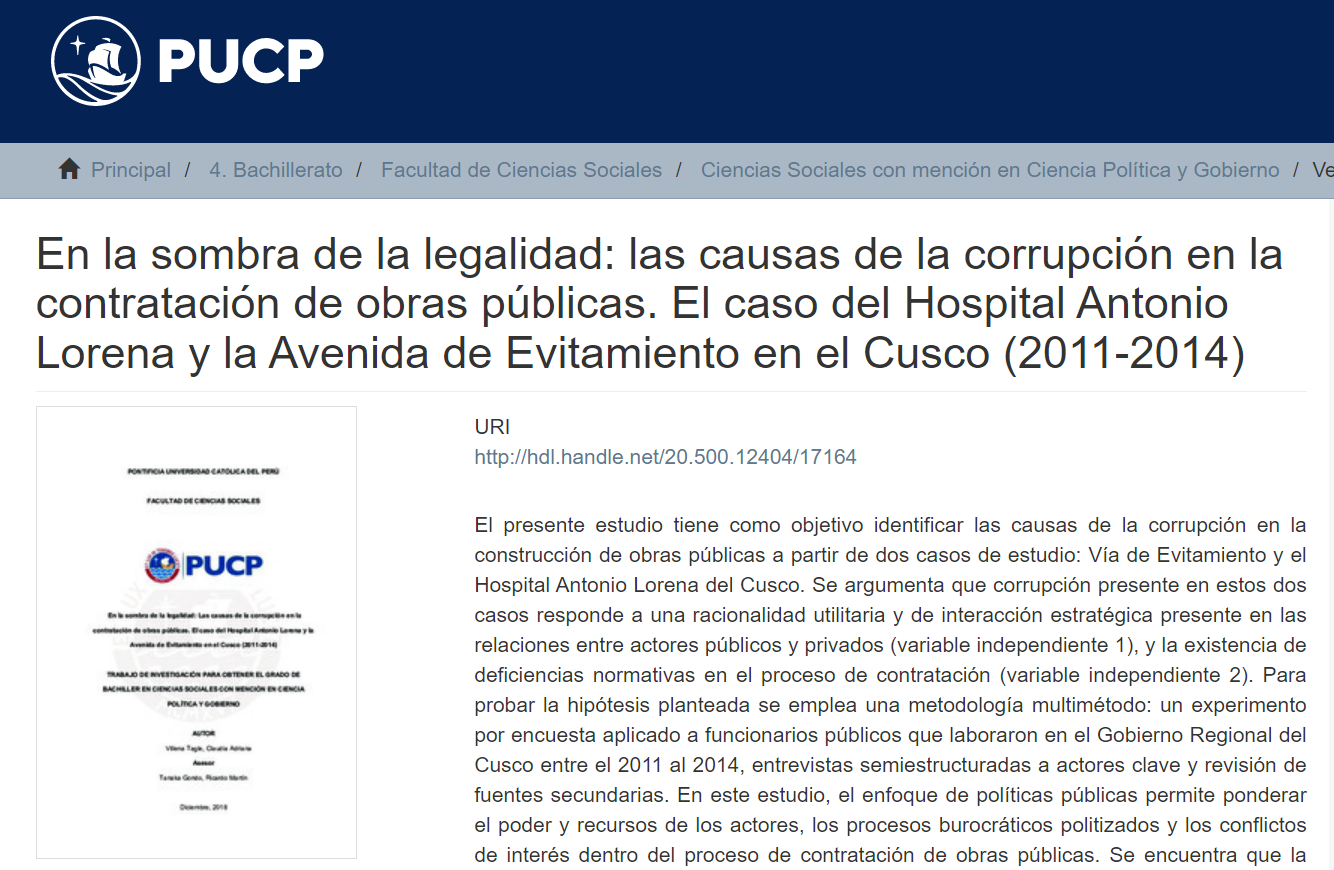 PUCP
Principal / 4. Bachillerato / Facultad de Ciencias Sociales / Ciencias Sociales con mención en Ciencia Política y Gobierno / Ve
En la sombra de la legalidad: las causas de la corrupción en la
contratación de obras públicas. El caso del Hospital Antonio
Lorena y la Avenida de Evitamiento en el Cusco (2011-2014)
PONTIFICIA UNIVERSIDAD CATÓLICA DEL PERÚ
FACULTAD DE CIENCIAS SOCIALES
PUCP
En la sombra de la legalidad: Las causas de la corrupción en la
contratación de obras públicas. El caso del Hospital Antonio Lorena y la
Avenida de Evitamiento en el Cusco (2011-2014)
TRABAJO DE INVESTIGACIÓN PARA OBTENER EL GRADO DE
BACHILLER EN CIENCIAS SOCIALES CON MENCIÓN EN CIENCIA
POLÍTICA Y GOBIERNO
AUTOR
Villena Tagle, Claudia Adriana
Asesor
Tanaka Gondo, Ricardo Martín
Diciembre, 2018
URI
http://hdl.handle.net/20.500.12404/17164
El presente estudio tiene como objetivo identificar las causas de la corrupción en la
construcción de obras públicas a partir de dos casos de estudio: Vía de Evitamiento y el
Hospital Antonio Lorena del Cusco. Se argumenta que corrupción presente en estos dos
casos responde a una racionalidad utilitaria y de interacción estratégica presente en las
relaciones entre actores públicos y privados (variable independiente 1), y la existencia de
deficiencias normativas en el proceso de contratación (variable independiente 2). Para
probar la hipótesis planteada se emplea una metodología multimétodo: un experimento
por encuesta aplicado a funcionarios públicos que laboraron en el Gobierno Regional del
Cusco entre el 2011 al 2014, entrevistas semiestructuradas a actores clave y revisión de
fuentes secundarias. En este estudio, el enfoque de políticas públicas permite ponderar
el poder y recursos de los actores, los procesos burocráticos politizados y los conflictos
de interés dentro del proceso de contratación de obras públicas. Se encuentra que la